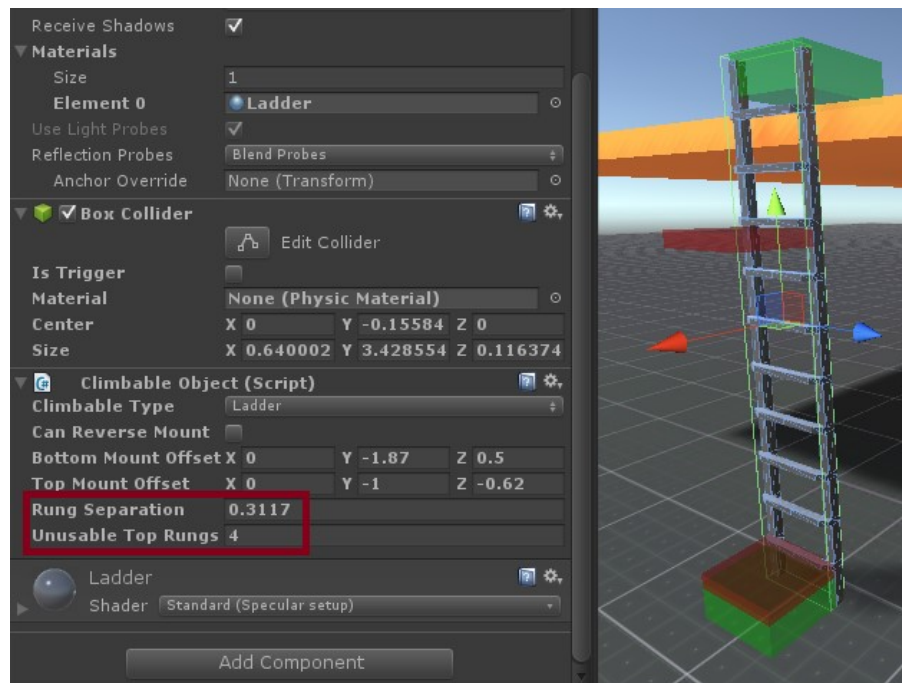 Receive Shadows
Materials
Size 1
Element 0 Ladder
Use Light Probes
Reflection Probes Blend Probes
Anchor Override None (Transform)
Box Collider
Edit Collider
Is Trigger
Material None (Physic Material)
Center X 0 Y -0.15584 Z 0
Size X 0.640002 Y 3.428554 Z 0.116374
Climbable Object (Script)
Climbable Type Ladder
Can Reverse Mount
Bottom Mount Offset X 0 Y -1.87 Z 0.5
Top Mount Offset X 0 Y -1 Z -0.62
Rung Separation 0.3117
Unusable Top Rungs 4
Ladder
Shader Standard (Specular setup)
Add Component